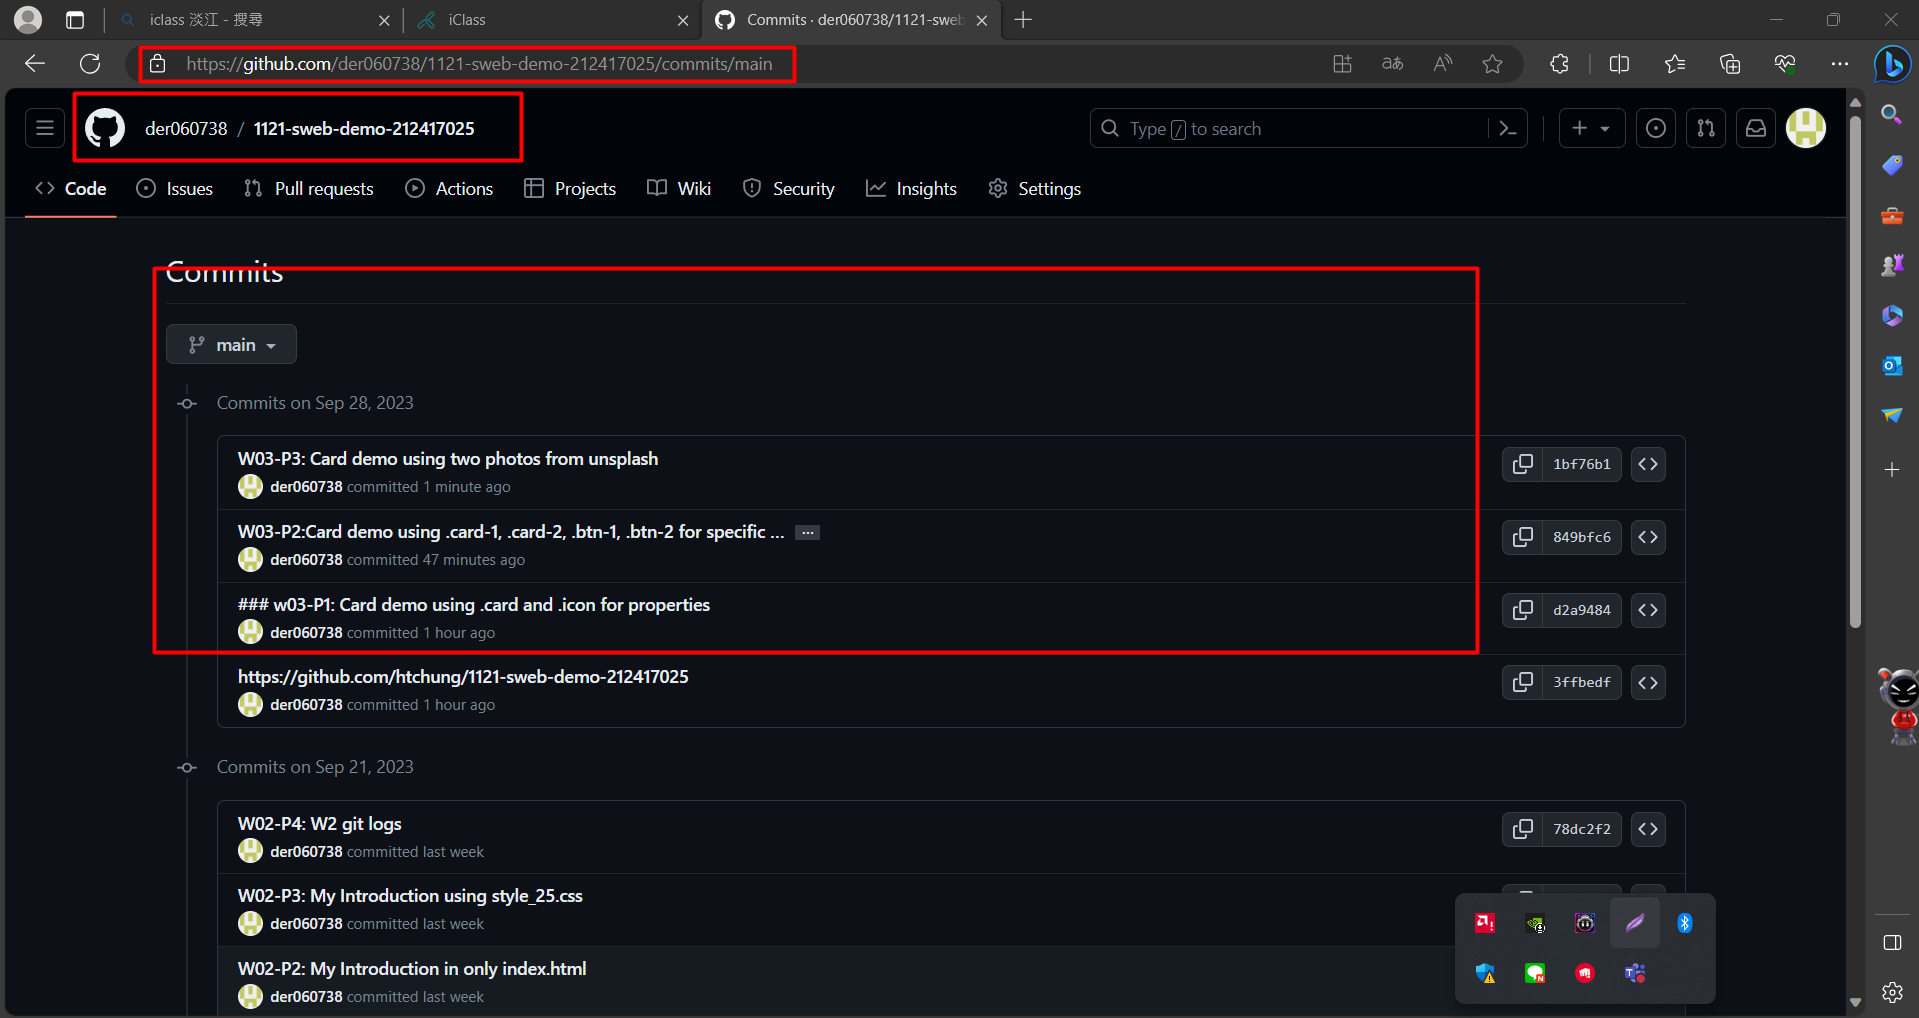 iclass 淡江 - 搜尋
iClass
Commits · der060738/1121-sweb
https://github.com/der060738/1121-sweb-demo-212417025/commits/main
der060738 / 1121-sweb-demo-212417025
Type / to search
Code Issues Pull requests Actions Projects Wiki Security Insights Settings
Commits
main
Commits on Sep 28, 2023
W03-P3: Card demo using two photos from unsplash
1bf76b1
der060738 committed 1 minute ago
W03-P2:Card demo using .card-1, .card-2, .btn-1, .btn-2 for specific ...
849bfc6
der060738 committed 47 minutes ago
### w03-P1: Card demo using .card and .icon for properties
d2a9484
der060738 committed 1 hour ago
https://github.com/htchung/1121-sweb-demo-212417025
3ffbedf
der060738 committed 1 hour ago
Commits on Sep 21, 2023
W02-P4: W2 git logs
78dc2f2
der060738 committed last week
W02-P3: My Introduction using style_25.css
der060738 committed last week
W02-P2: My Introduction in only index.html
der060738 committed last week